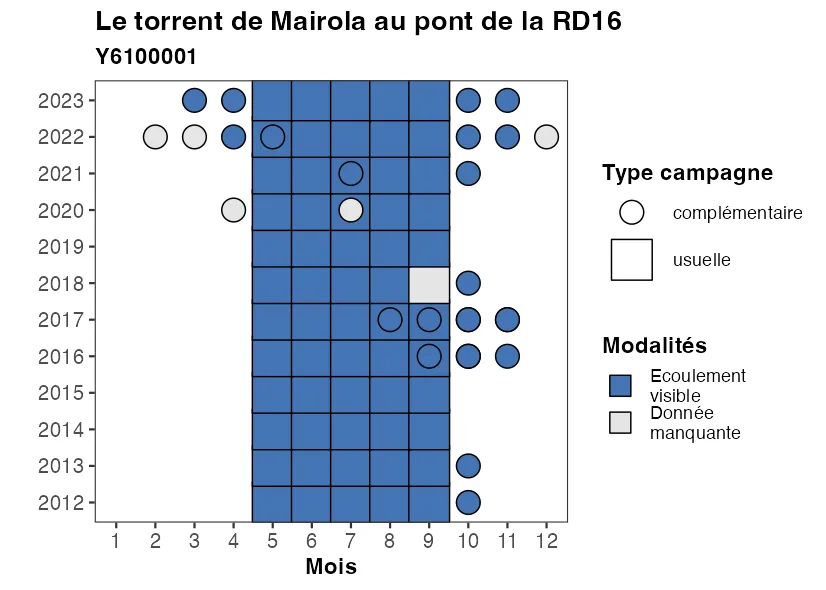 Le torrent de Mairola au pont de la RD16
Y6100001
2023
2022
2021
2020
2019
2018
2017
2016
2015
2014
2013
2012
1 2 3 4 5 6 7 8 9 10 11 12
Mois
Type campagne
complémentaire
usuelle
Modalités
Ecoulement
visible
Donnée
manquante